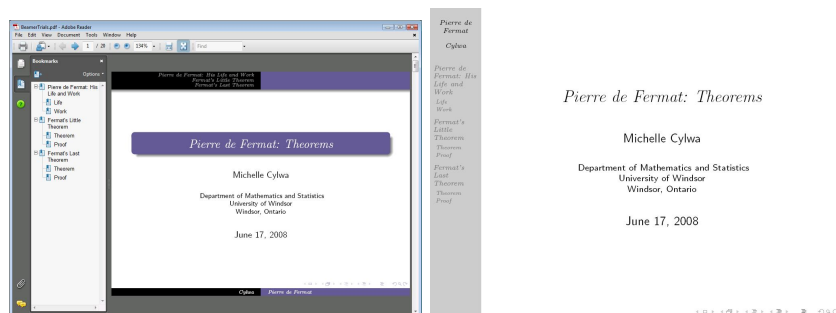 BeamerTrials.pdf - Adobe Reader
File Edit View Document Tools Window Help
1 / 28 134% Find
Bookmarks
Options
Pierre de Fermat: His
Life and Work
Life
Work
Fermat's Little
Theorem
Theorem
Proof
Fermat's Last
Theorem
Theorem
Proof
Pierre de Fermat: His Life and Work
Fermat's Little Theorem
Fermat's Last Theorem
Pierre de Fermat: Theorems
Michelle Cylwa
Department of Mathematics and Statistics
University of Windsor
Windsor, Ontario
June 17, 2008
Cylwa Pierre de Fermat
Pierre de
Fermat
Cylwa
Pierre de
Fermat: His
Life and
Work
Life
Work
Fermat's
Little
Theorem
Theorem
Proof
Fermat's
Last
Theorem
Theorem
Proof
Pierre de Fermat: Theorems
Michelle Cylwa
Department of Mathematics and Statistics
University of Windsor
Windsor, Ontario
June 17, 2008